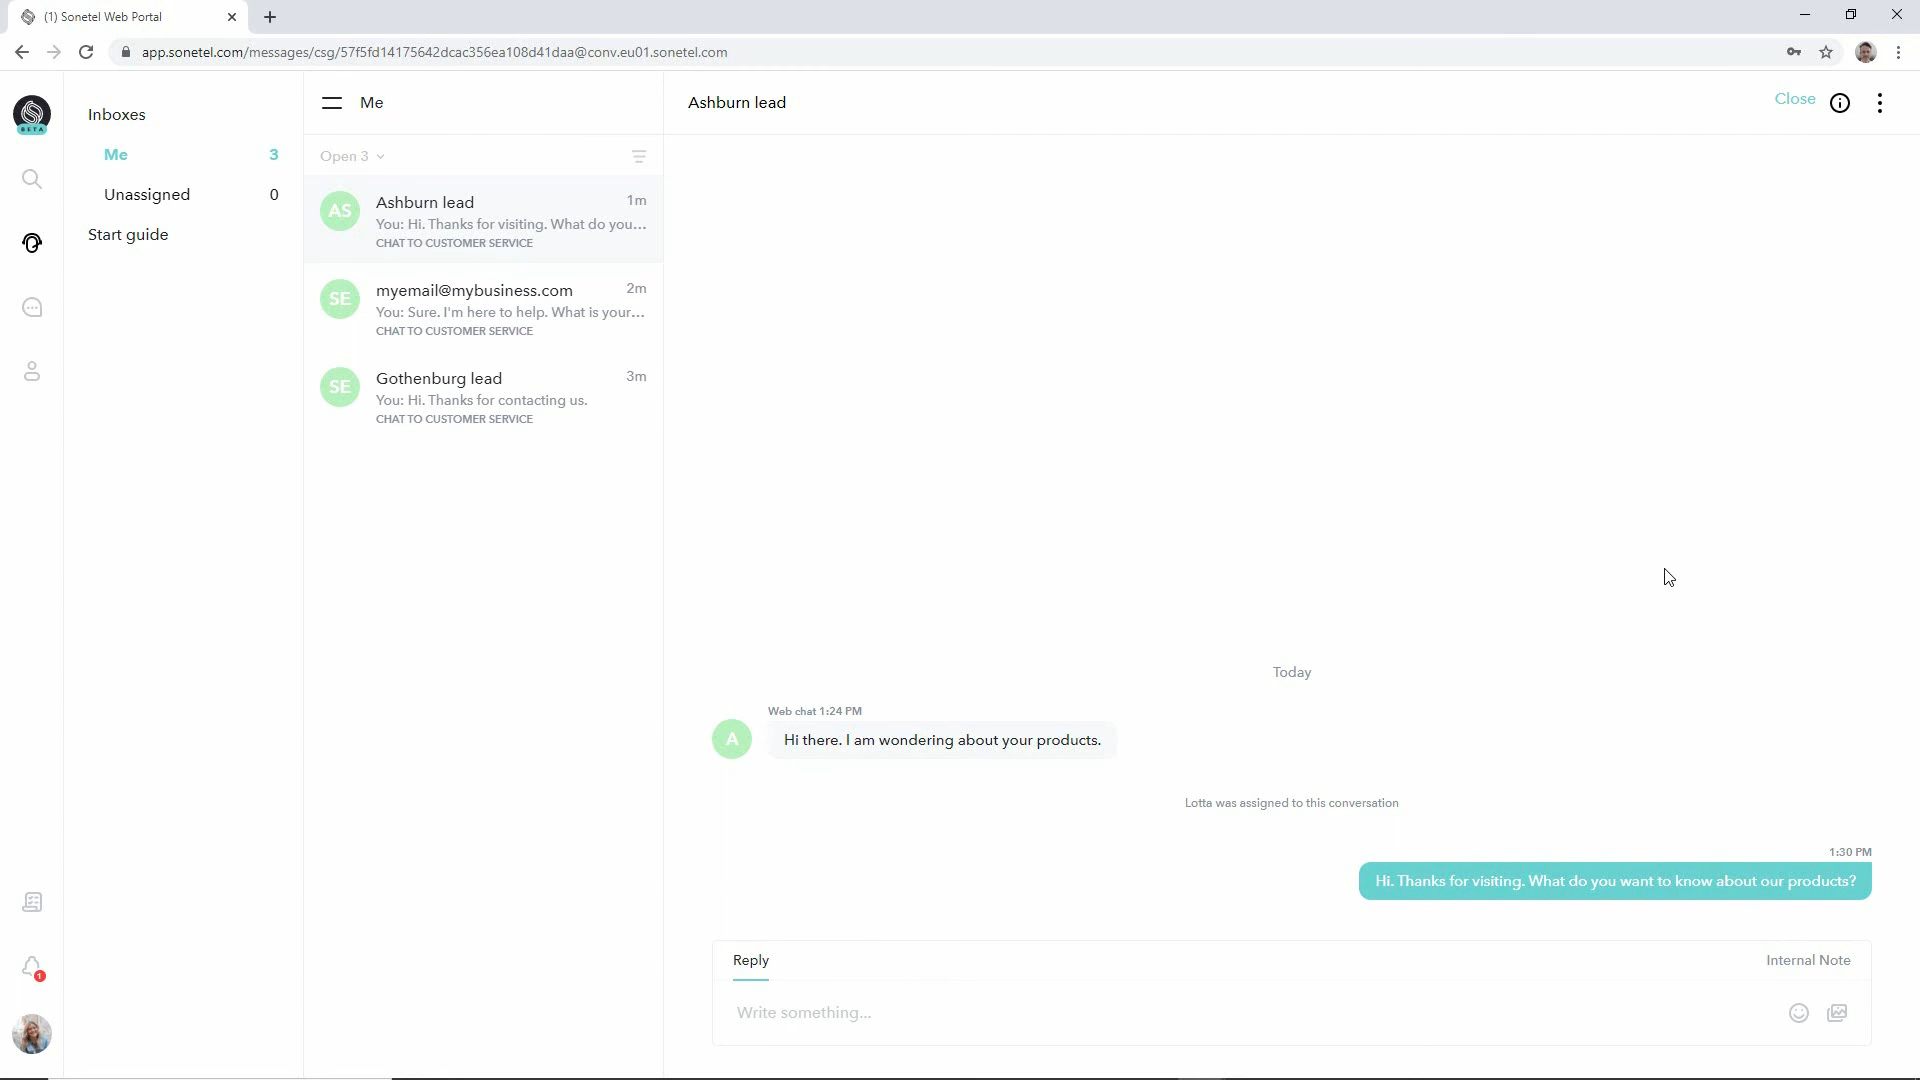 (1) Sonetel Web Portal
app.sonetel.com/messages/csg/57f5fd14175642dcac356ea108d41daa@conv.eu01.sonetel.com
BETA
Inboxes
Me 3
Unassigned 0
Start guide
Me
Open 3
AS
Ashburn lead 1m
You: Hi. Thanks for visiting. What do you...
CHAT TO CUSTOMER SERVICE
SE
myemail@mybusiness.com 2m
You: Sure. I'm here to help. What is your...
CHAT TO CUSTOMER SERVICE
SE
Gothenburg lead 3m
You: Hi. Thanks for contacting us.
CHAT TO CUSTOMER SERVICE
1
Ashburn lead
Close
Today
Web chat 1:24 PM
A
Hi there. I am wondering about your products.
Lotta was assigned to this conversation
1:30 PM
Hi. Thanks for visiting. What do you want to know about our products?
Reply
Internal Note
Write something...